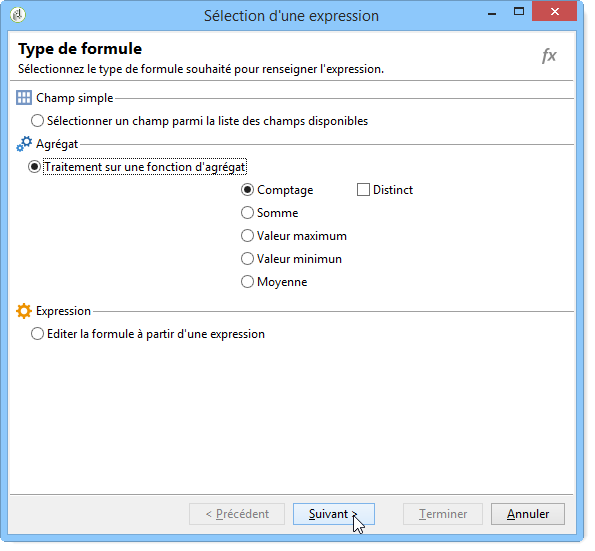 Sélection d'une expression
Type de formule
Sélectionnez le type de formule souhaité pour renseigner l'expression.
fx
Champ simple
Sélectionner un champ parmi la liste des champs disponibles
Agrégat
Traitement sur une fonction d'agrégat
Comptage Distinct
Somme
Valeur maximum
Valeur minimun
Moyenne
Expression
Editer la formule à partir d'une expression
< Précédent Suivant > Terminer Annuler